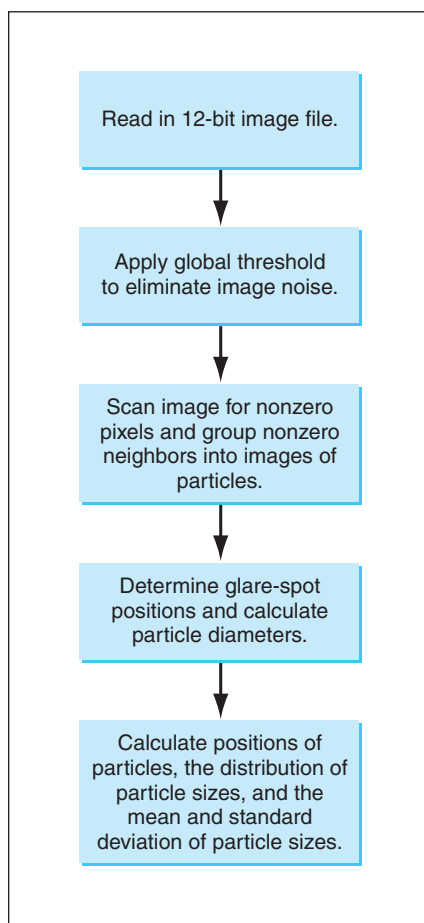 Read in 12-bit image file.
Apply global threshold
to eliminate image noise.
Scan image for nonzero
pixels and group nonzero
neighbors into images of
particles.
Determine glare-spot
positions and calculate
particle diameters.
Calculate positions of
particles, the distribution of
particle sizes, and the
mean and standard
deviation of particle sizes.